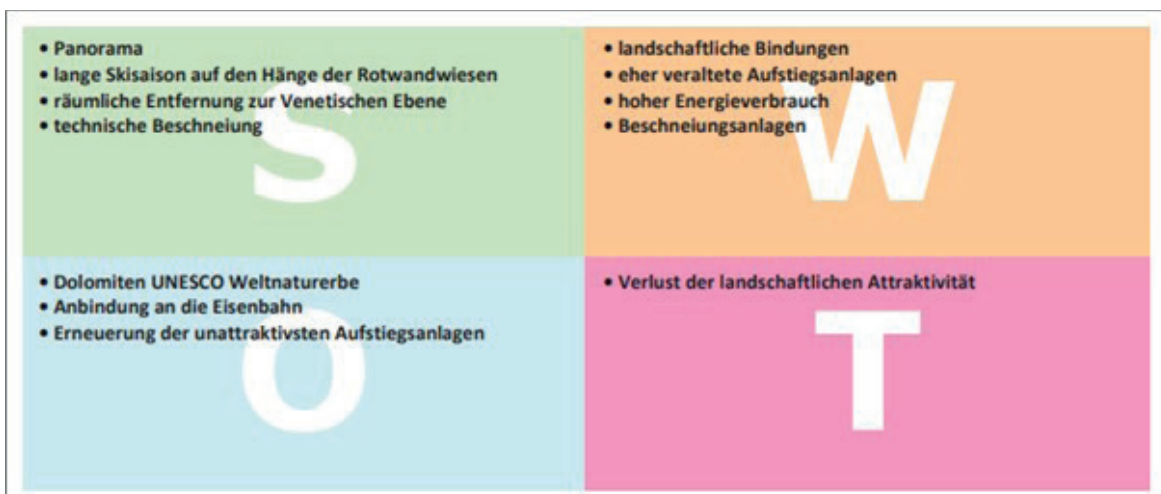 • Panorama
• lange Skisaison auf den Hänge der Rotwandwiesen
• räumliche Entfernung zur Venetischen Ebene
• technische Beschneiung
S
• landschaftliche Bindungen
• eher veraltete Aufstiegsanlagen
• hoher Energieverbrauch
• Beschneiungsanlagen
W
• Dolomiten UNESCO Weltnaturerbe
• Anbindung an die Eisenbahn
• Erneuerung der unattraktivsten Aufstiegsanlagen
O
• Verlust der landschaftlichen Attraktivität
T